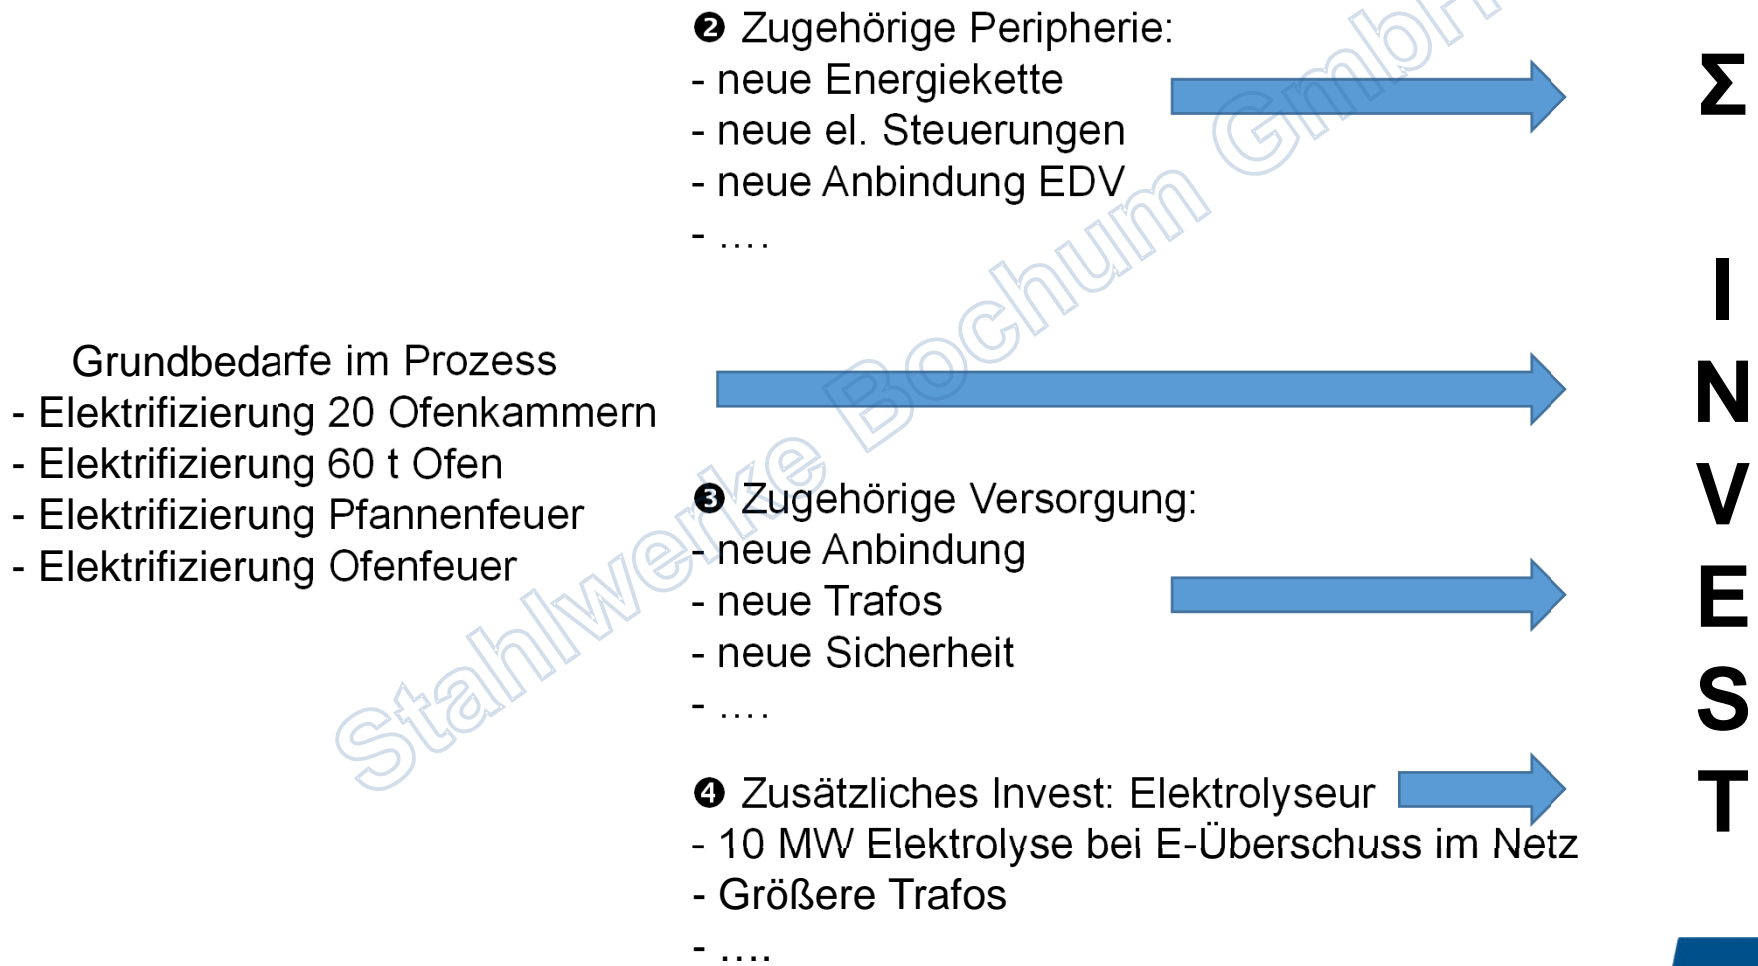 ❷ Zugehörige Peripherie:
- neue Energiekette
- neue el. Steuerungen
- neue Anbindung EDV
- ....
Grundbedarfe im Prozess
- Elektrifizierung 20 Ofenkammern
- Elektrifizierung 60 t Ofen
- Elektrifizierung Pfannenfeuer
- Elektrifizierung Ofenfeuer
❸ Zugehörige Versorgung:
- neue Anbindung
- neue Trafos
- neue Sicherheit
- ....
❹ Zusätzliches Invest: Elektrolyseur
- 10 MW Elektrolyse bei E-Überschuss im Netz
- Größere Trafos
- ....
Σ
I
N
V
E
S
T
Stahlwerke Bochum GmbH